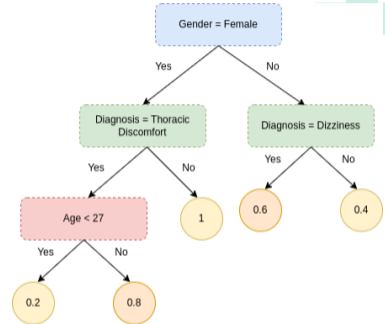 Gender = Female
Yes
No
Diagnosis = Thoracic
Discomfort
Diagnosis = Dizziness
Yes
No
Yes
No
Age < 27
1
0.6
0.4
Yes
No
0.2
0.8